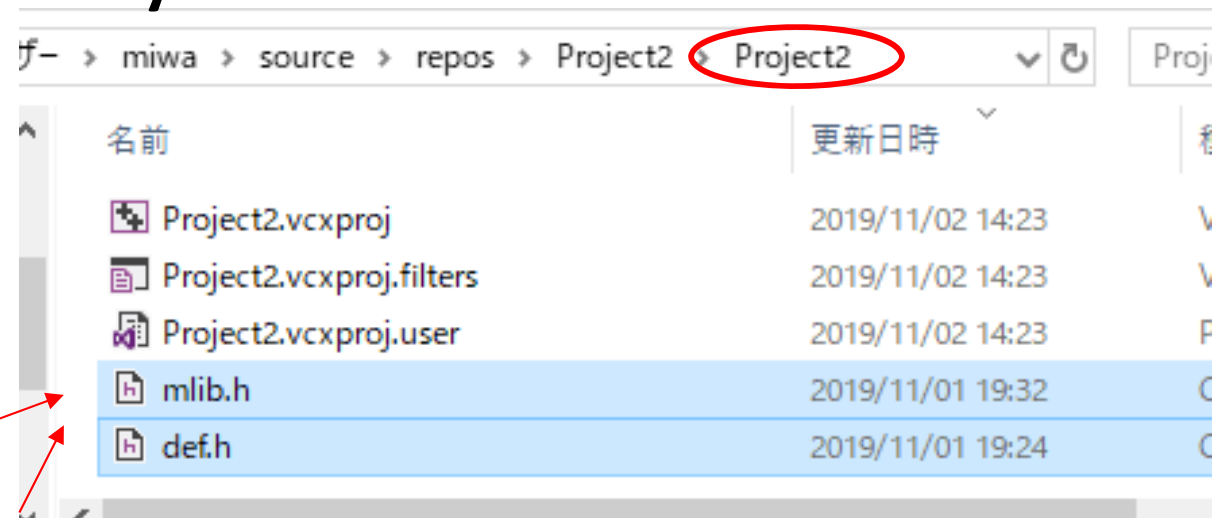 ザー > miwa > source > repos > Project2 > Project2
名前 更新日時
Project2.vcxproj 2019/11/02 14:23
Project2.vcxproj.filters 2019/11/02 14:23
Project2.vcxproj.user 2019/11/02 14:23
mlib.h 2019/11/01 19:32
def.h 2019/11/01 19:24